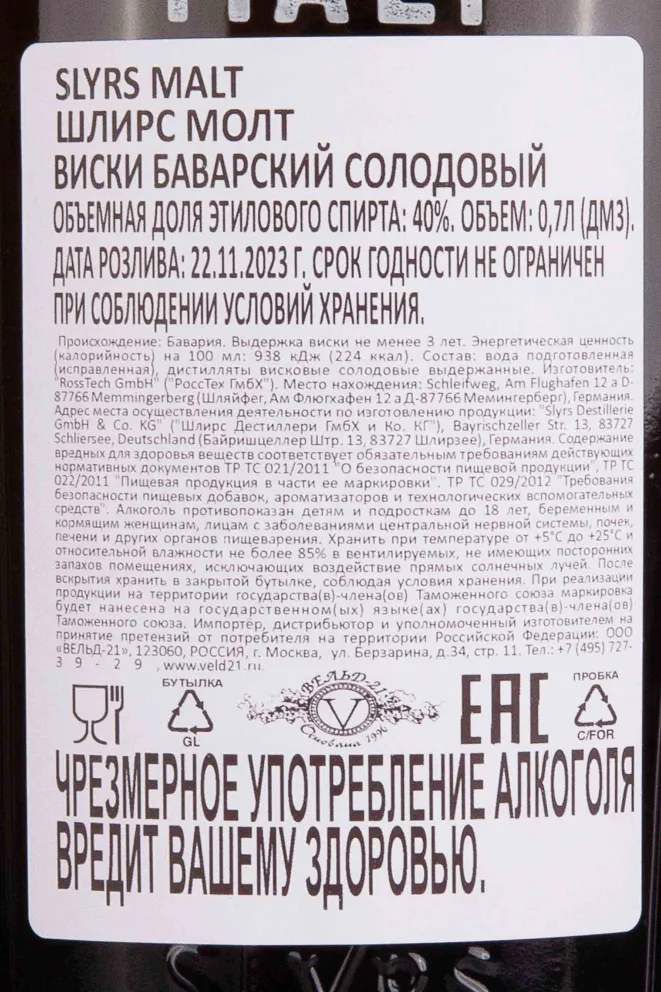 MALT
SLYRS MALT
ШЛИРС МОЛТ
ВИСКИ БАВАРСКИЙ СОЛОДОВЫЙ
ОБЪЕМНАЯ ДОЛЯ ЭТИЛОВОГО СПИРТА: 40%. ОБЪЕМ: 0,7Л (ДМ3).
ДАТА РОЗЛИВА: 22.11.2023 Г. СРОК ГОДНОСТИ НЕ ОГРАНИЧЕН
ПРИ СОБЛЮДЕНИИ УСЛОВИЙ ХРАНЕНИЯ.
Происхождение: Бавария. Выдержка виски не менее 3 лет. Энергетическая ценность
(калорийность) на 100 мл: 938 кДж (224 ккал). Состав: вода подготовленная
(исправленная), дистилляты висковые солодовые выдержанные. Изготовитель:
"RossTech GmbH" ("РоссТех ГмбХ"). Место нахождения: Schleifweg, Am Flughafen 12 a D-
87766 Memmingerberg (Шляйфег, Ам Флюгхафен 12 а Д-87766 Мемингерберг), Германия.
Адрес места осуществления деятельности по изготовлению продукции: "Slyrs Destillerie
GmbH & Co. KG" ("Шлирс Дестиллери ГмбХ и Ко. КГ"), Bayrischzeller Str. 13, 83727
Schliersee, Deutschland (Байришцеллер Штр. 13, 83727 Шлирзее), Германия. Содержание
вредных для здоровья веществ соответствует обязательным требованиям действующих
нормативных документов ТР ТС 021/2011 "О безопасности пищевой продукции", ТР ТС
022/2011 "Пищевая продукция в части ее маркировки". ТР ТС 029/2012 "Требования
безопасности пищевых добавок, ароматизаторов и технологических вспомогательных
средств". Алкоголь противопоказан детям и подросткам до 18 лет, беременным и
кормящим женщинам, лицам с заболеваниями центральной нервной системы, почек,
печени и других органов пищеварения. Хранить при температуре от +5°С до +25°С и
относительной влажности не более 85% в вентилируемых, не имеющих посторонних
запахов помещениях, исключающих воздействие прямых солнечных лучей. После
вскрытия хранить в закрытой бутылке, соблюдая условия хранения. При реализации
продукции на территории государства(в)-члена(ов) Таможенного союза маркировка
будет нанесена на государственном(ых) языке(ах) государства(в)-члена(ов)
Таможенного союза. Импортёр, дистрибьютор и уполномоченный изготовителем на
принятие претензий от потребителя на территории Российской Федерации: ООО
«ВЕЛЬД-21», 123060, РОССИЯ, г. Москва, ул. Берзарина, д.34, стр. 11. Тел.: +7 (495) 727-
39-29, www.veld21.ru.
БУТЫЛКА
GL
ВЕЛЬД-21
V
Основана 1996
EAC
ПРОБКА
C/FOR
ЧРЕЗМЕРНОЕ УПОТРЕБЛЕНИЕ АЛКОГОЛЯ
ВРЕДИТ ВАШЕМУ ЗДОРОВЬЮ.
SLYRS